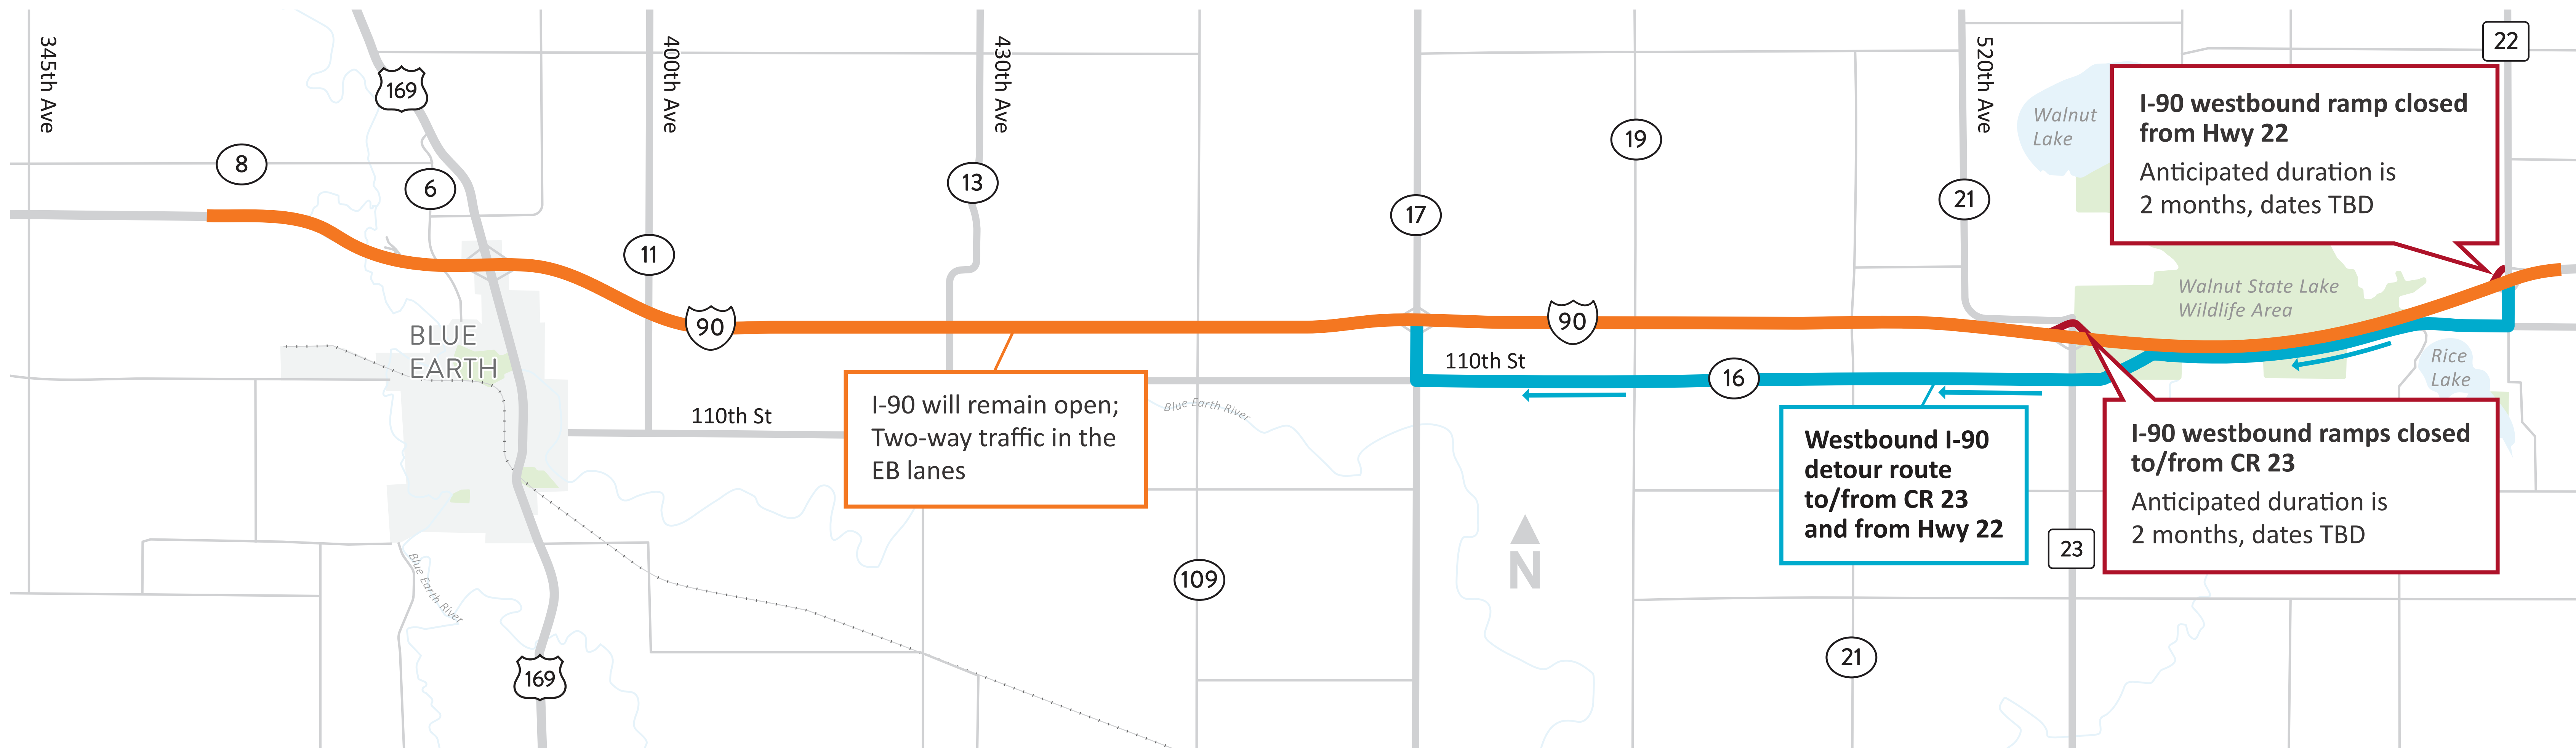 345th Ave
169
8
6
BLUE
EARTH
400th Ave
11
90
110th St
430th Ave
13
I-90 will remain open;
Two-way traffic in the
EB lanes
Blue Earth River
Blue Earth River
169
109
17
19
90
110th St
16
N
520th Ave
21
Westbound I-90
detour route
to/from CR 23
and from Hwy 22
21
23
Walnut
Lake
22
I-90 westbound ramp closed
from Hwy 22
Anticipated duration is
2 months, dates TBD
Walnut State Lake
Wildlife Area
Rice
Lake
I-90 westbound ramps closed
to/from CR 23
Anticipated duration is
2 months, dates TBD